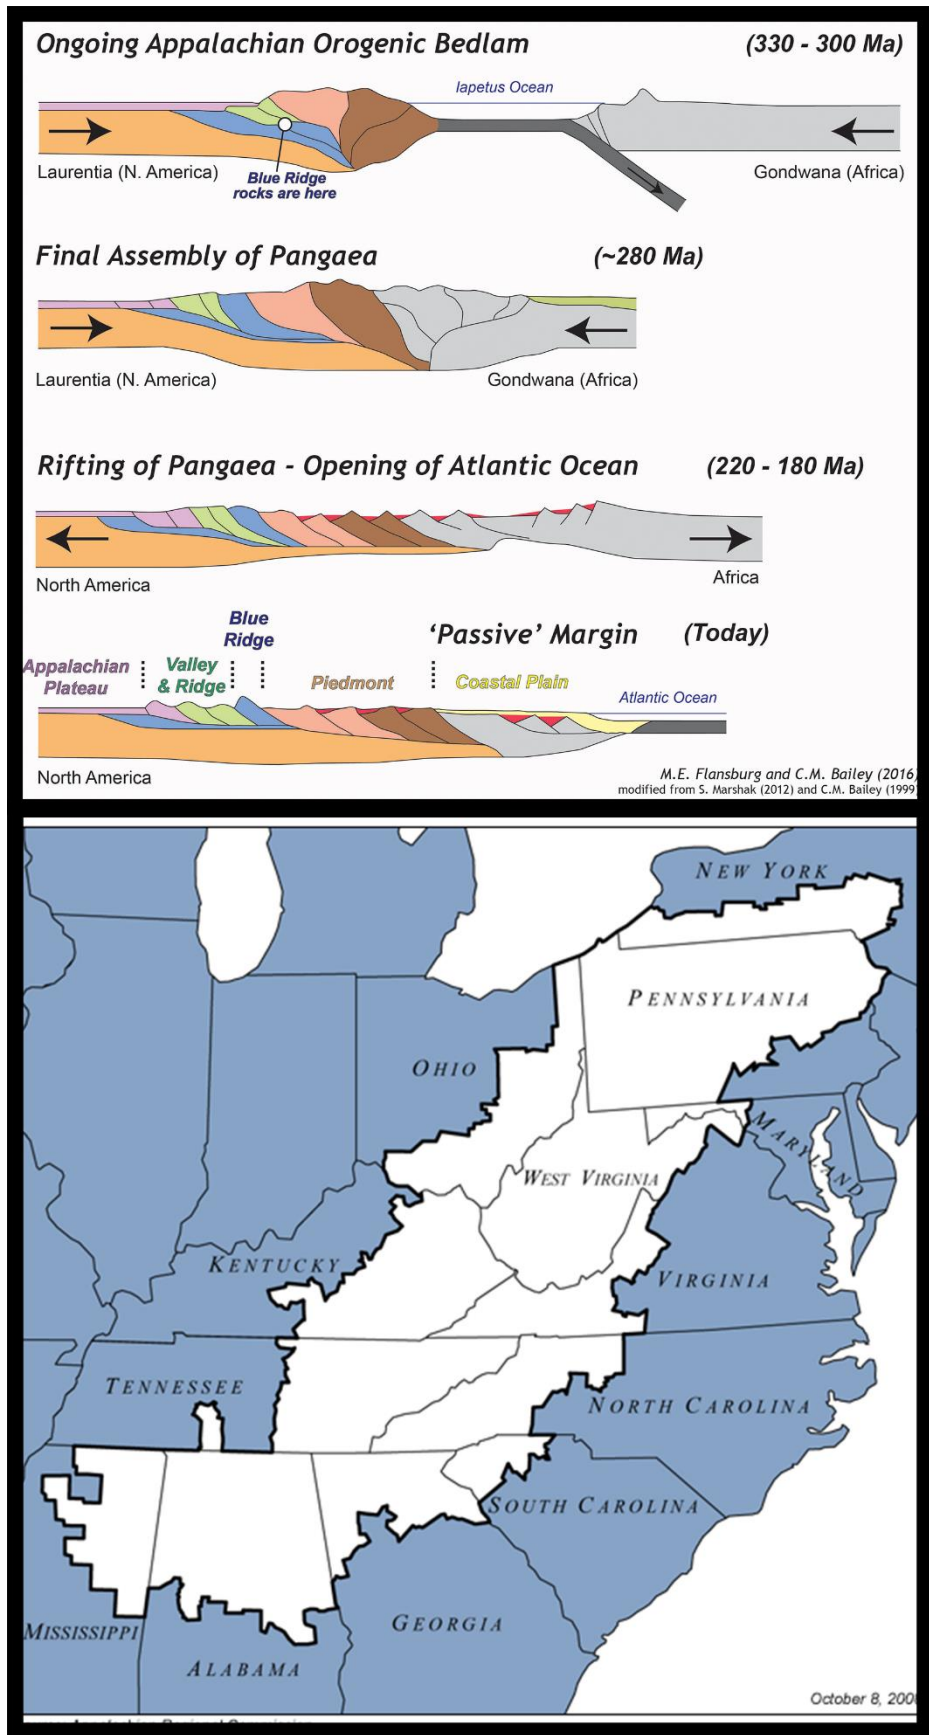 Ongoing Appalachian Orogenic Bedlam (330 - 300 Ma)
Iapetus Ocean
Laurentia (N. America)
Gondwana (Africa)
Blue Ridge
rocks are here
Final Assembly of Pangaea (~280 Ma)
Laurentia (N. America)
Gondwana (Africa)
Rifting of Pangaea - Opening of Atlantic Ocean (220 - 180 Ma)
North America
Africa
Blue
Ridge
'Passive' Margin (Today)
Appalachian
Plateau
Valley
& Ridge
Piedmont
Coastal Plain
Atlantic Ocean
North America
M.E. Flansburg and C.M. Bailey (2016)
modified from S. Marshak (2012) and C.M. Bailey (1999)
NEW YORK
PENNSYLVANIA
OHIO
MARYLAND
WEST VIRGINIA
KENTUCKY
VIRGINIA
TENNESSEE
NORTH CAROLINA
SOUTH CAROLINA
MISSISSIPPI
GEORGIA
ALABAMA
October 8, 200